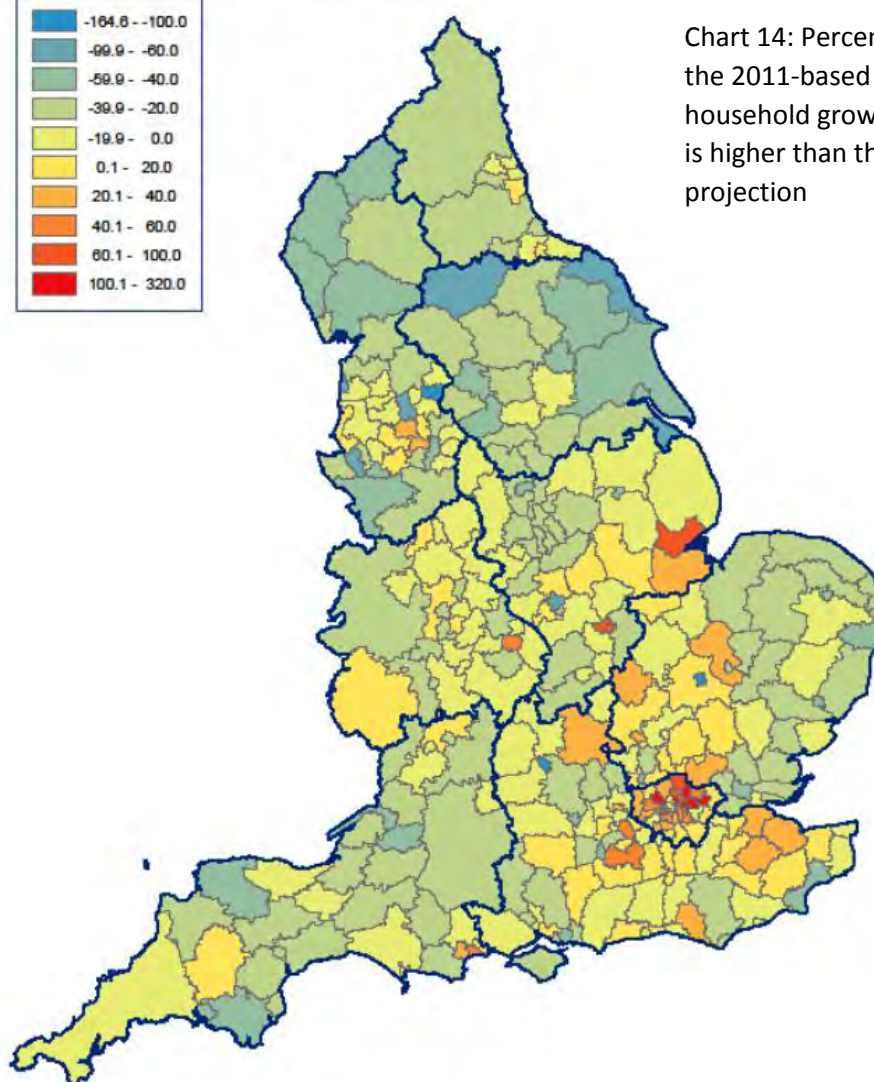 -164.6 - -100.0
-99.9 - -60.0
-59.9 - -40.0
-39.9 - -20.0
-19.9 - 0.0
0.1 - 20.0
20.1 - 40.0
40.1 - 60.0
60.1 - 100.0
100.1 - 320.0
Chart 14: Percen
the 2011-based
household grow
is higher than th
projection